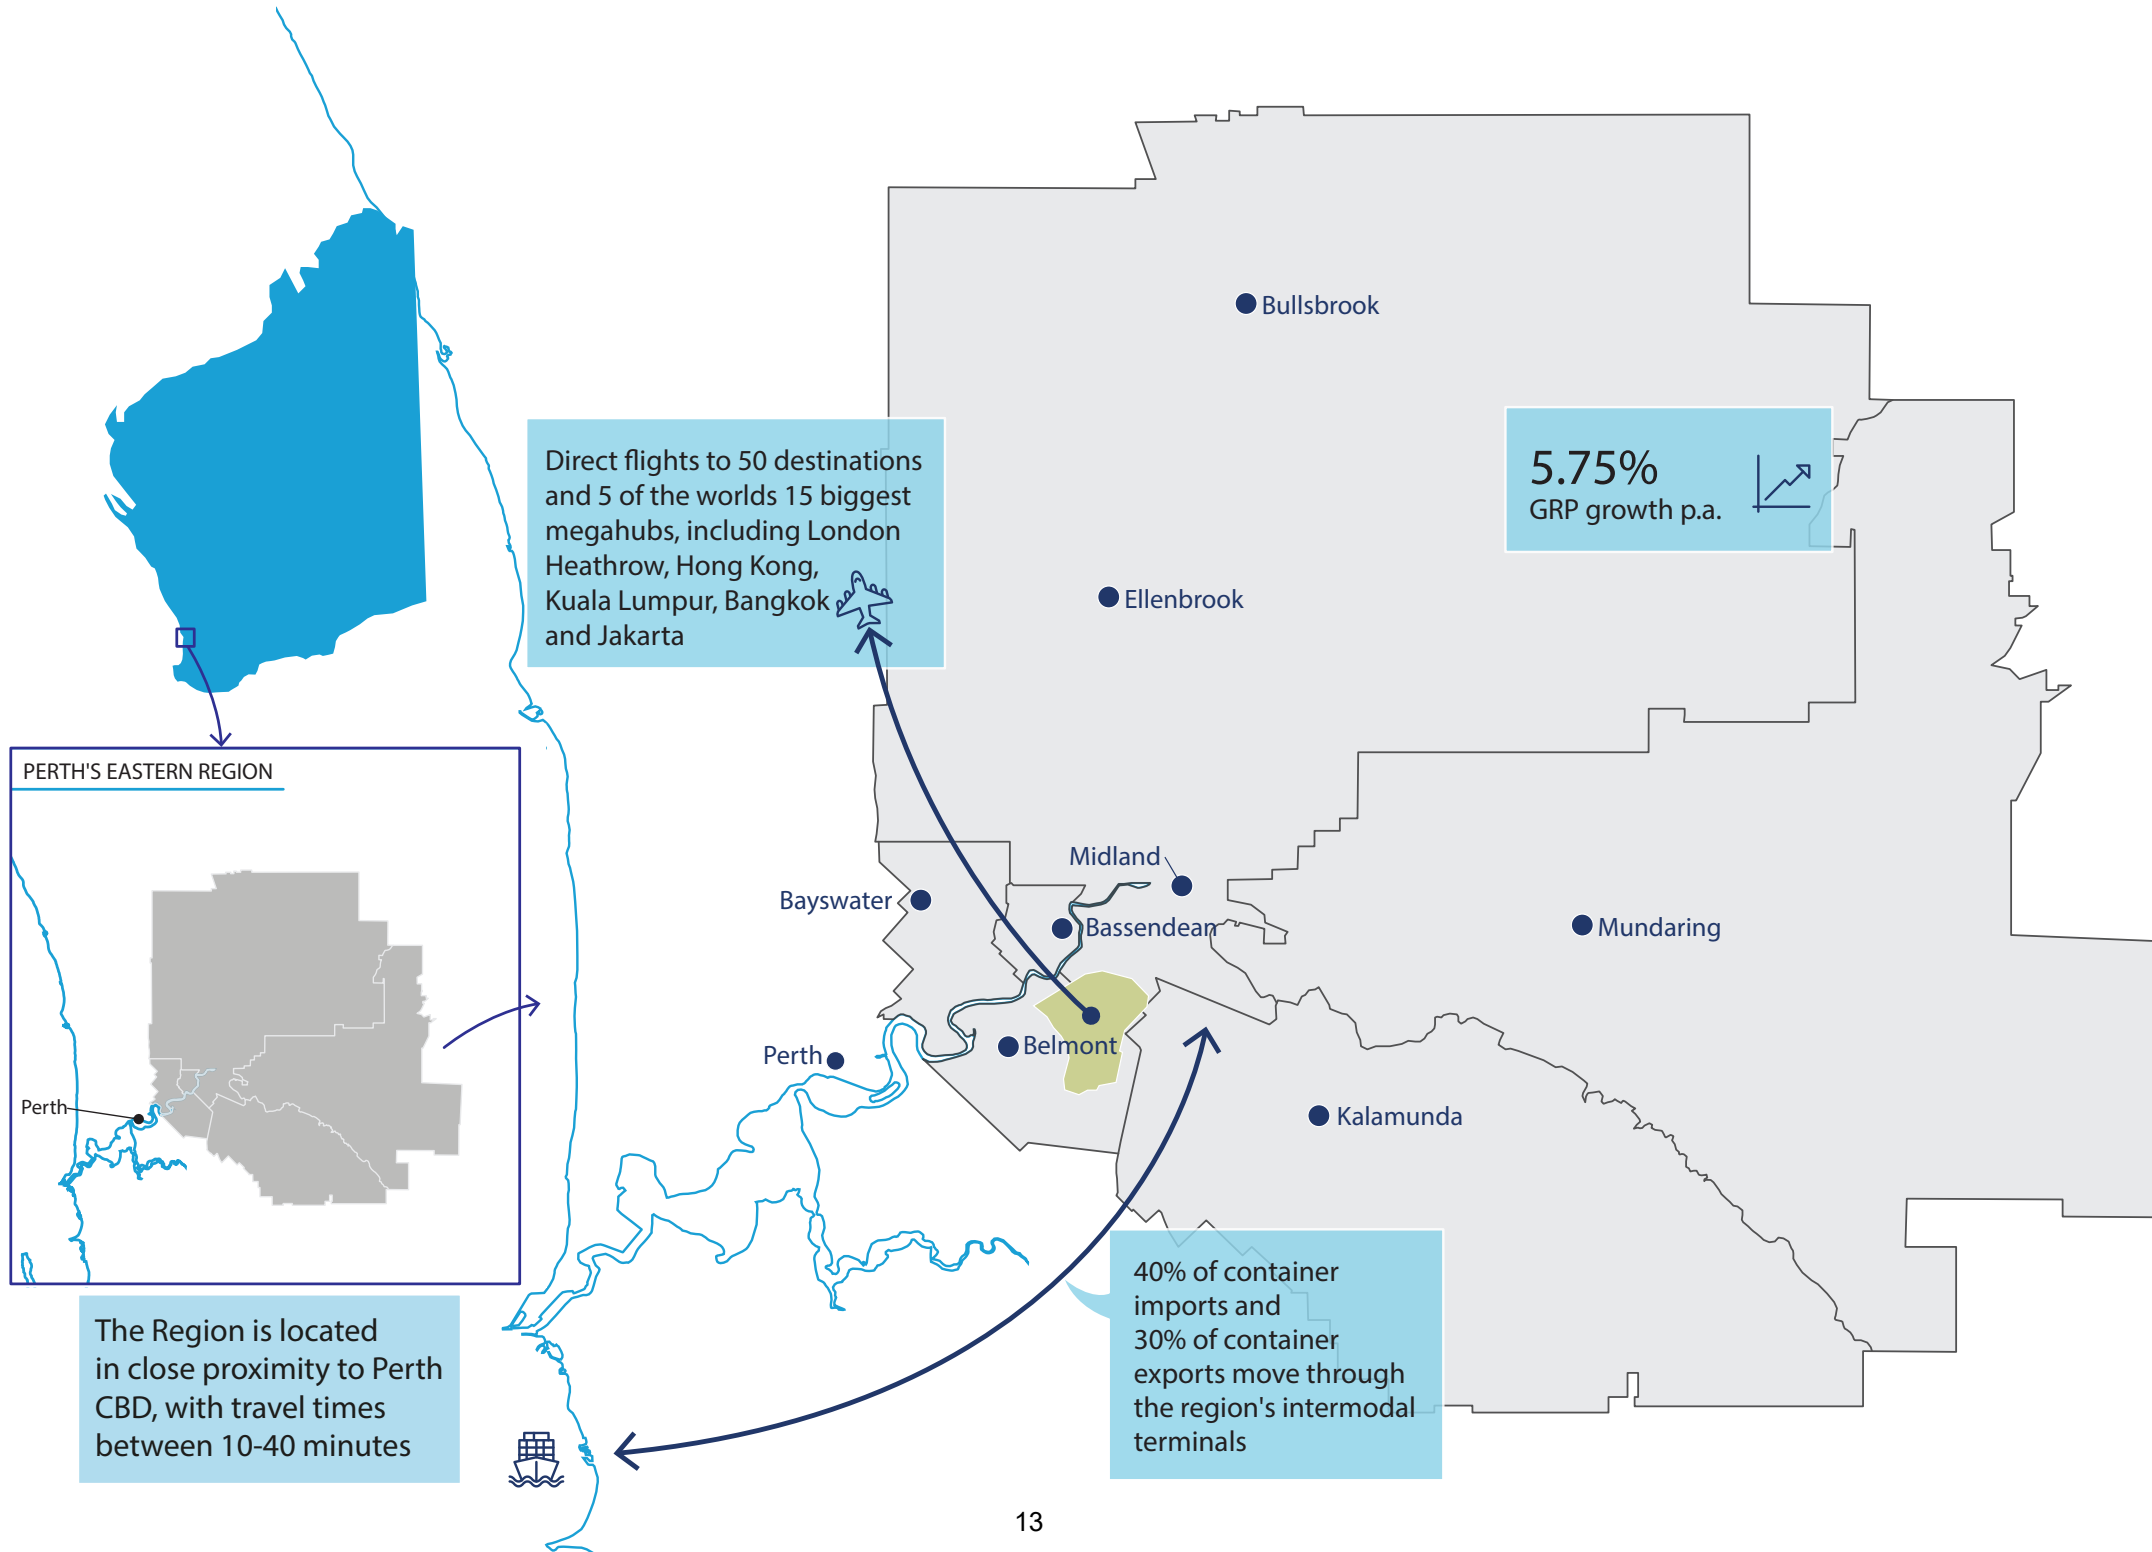 Bullsbrook
Direct flights to 50 destinations
and 5 of the worlds 15 biggest
megahubs, including London
Heathrow, Hong Kong,
Kuala Lumpur, Bangkok
and Jakarta
5.75%
GRP growth p.a.
Ellenbrook
PERTH'S EASTERN REGION
Perth
Midland
Bayswater
Bassendean
Mundaring
Perth
Belmont
Kalamunda
The Region is located
in close proximity to Perth
CBD, with travel times
between 10-40 minutes
40% of container
imports and
30% of container
exports move through
the region's intermodal
terminals
13